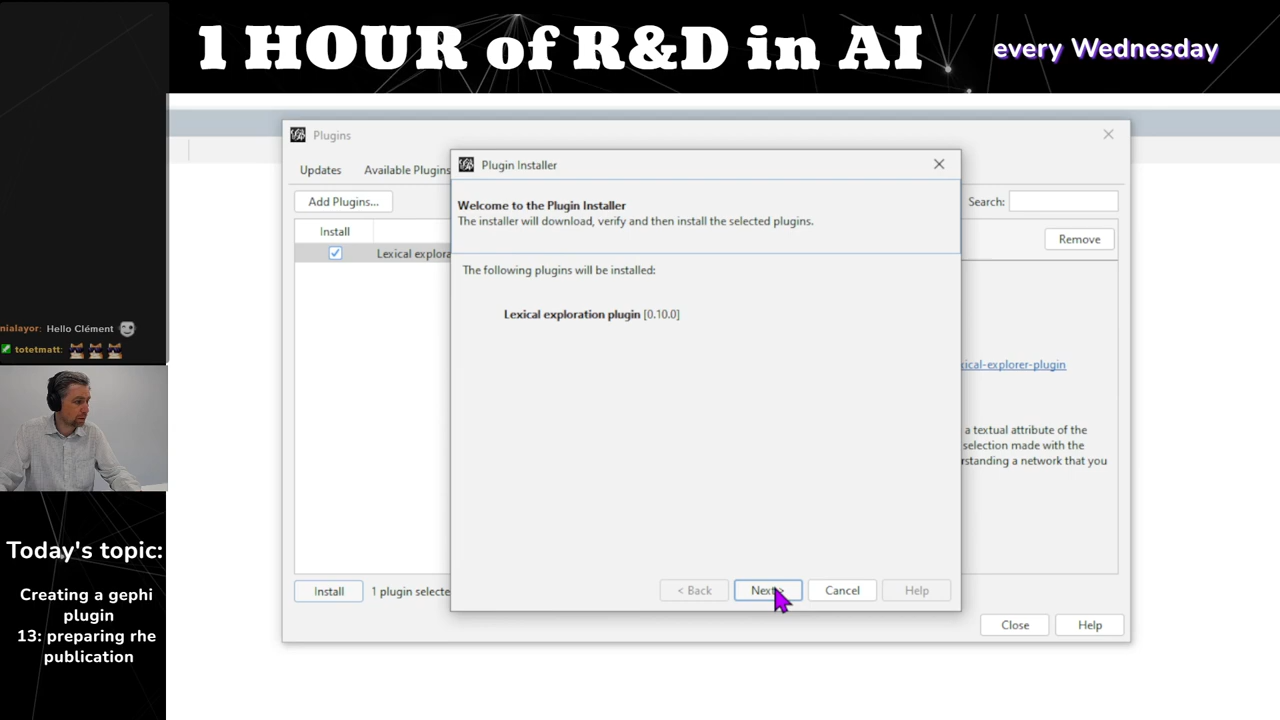 1 HOUR of R&D in AI
every Wednesday
Plugins
Updates
Available Plugins
Add Plugins...
Search:
Install
Lexical explora
Remove
Plugin Installer
Welcome to the Plugin Installer
The installer will download, verify and then install the selected plugins.
The following plugins will be installed:
Lexical exploration plugin [0.10.0]
ical-explorer-plugin
a textual attribute of the
selection made with the
rstanding a network that you
nialayor: Hello Clément
totetmatt:
< Back
Next >
Cancel
Help
Install
1 plugin selecte
Close
Help
Today's topic:
Creating a gephi
plugin
13: preparing rhe
publication